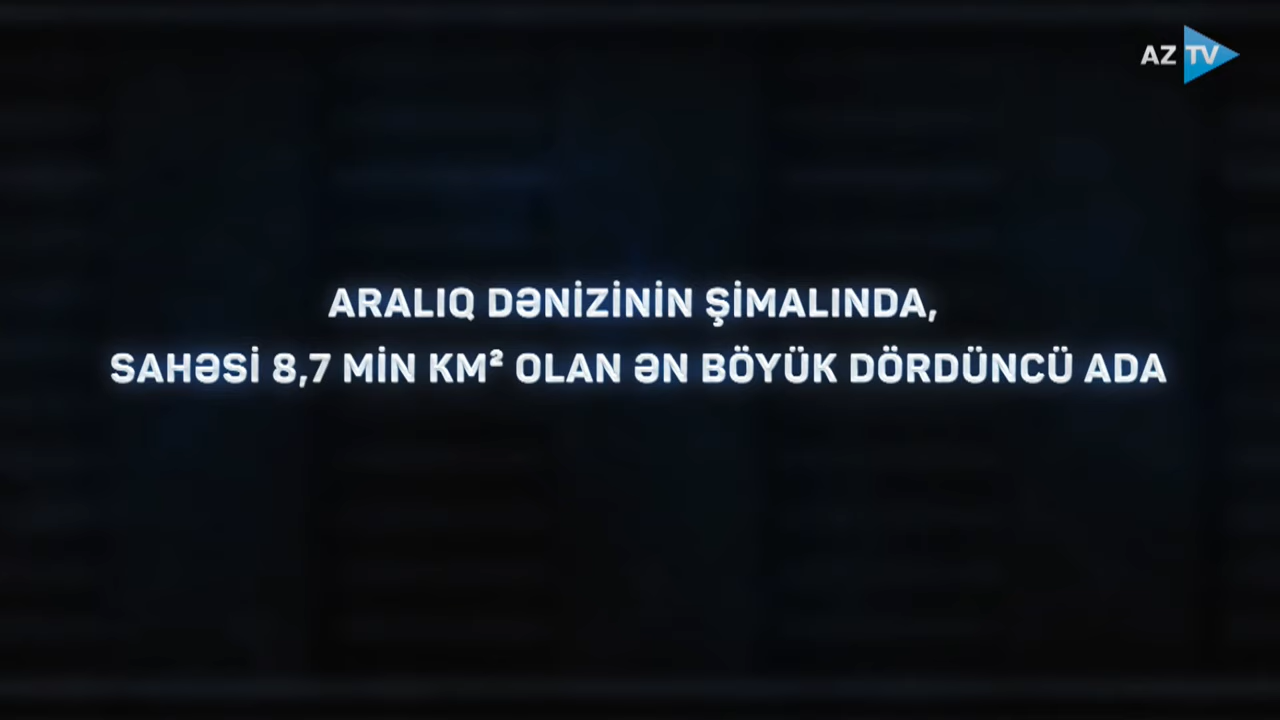 AZ TV
ARALIQ DƏNİZİNİN ŞİMALINDA,
SAHƏSİ 8,7 MİN KM² OLAN ƏN BÖYÜK DÖRDÜNCÜ ADA